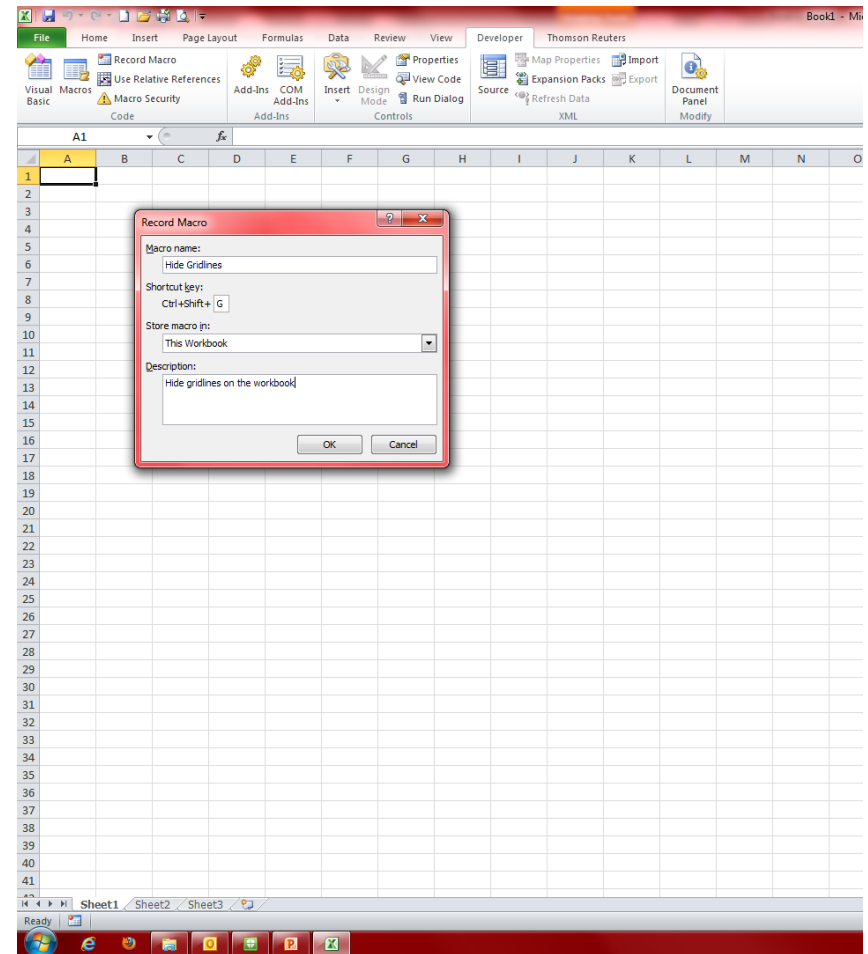 Book1 - Mi
File Home Insert Page Layout Formulas Data Review View Developer Thomson Reuters
Visual Basic
Macros
Record Macro
Use Relative References
Macro Security
Code
Add-Ins
COM Add-Ins
Add-Ins
Insert
Design Mode
Properties
View Code
Run Dialog
Controls
Source
Map Properties
Expansion Packs
Refresh Data
Import
Export
XML
Document Panel
Modify
A1 fx
A B C D E F G H I J K L M N O
1
2
3
4
5
6
7
8
9
10
11
12
13
14
15
16
17
18
19
20
21
22
23
24
25
26
27
28
29
30
31
32
33
34
35
36
37
38
39
40
41
Record Macro
Macro name:
Hide Gridlines
Shortcut key:
Ctrl+Shift+ G
Store macro in:
This Workbook
Description:
Hide gridlines on the workbook
OK Cancel
Sheet1 Sheet2 Sheet3
Ready